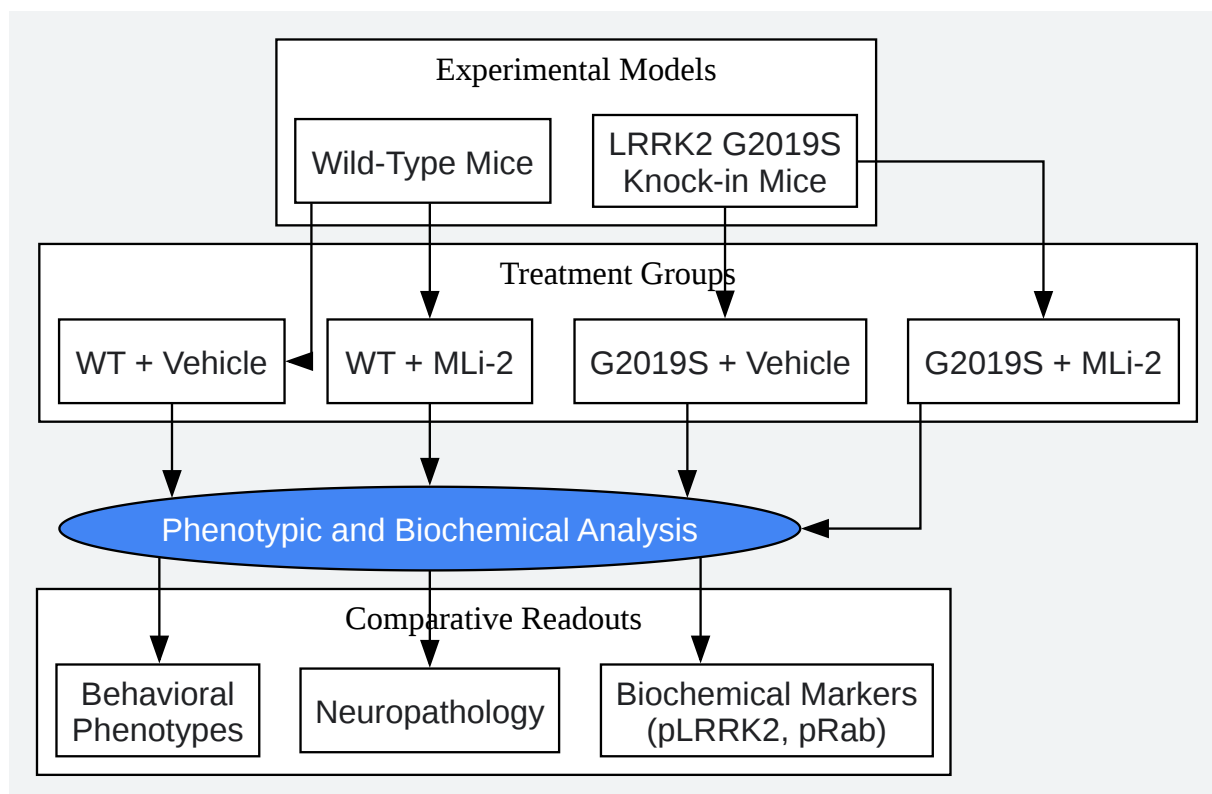 Experimental Models
Wild-Type Mice
LRRK2 G2019S
Knock-in Mice
Treatment Groups
WT + Vehicle
WT + MLi-2
G2019S + Vehicle
G2019S + MLi-2
Phenotypic and Biochemical Analysis
Comparative Readouts
Behavioral
Phenotypes
Neuropathology
Biochemical Markers
(pLRRK2, pRab)